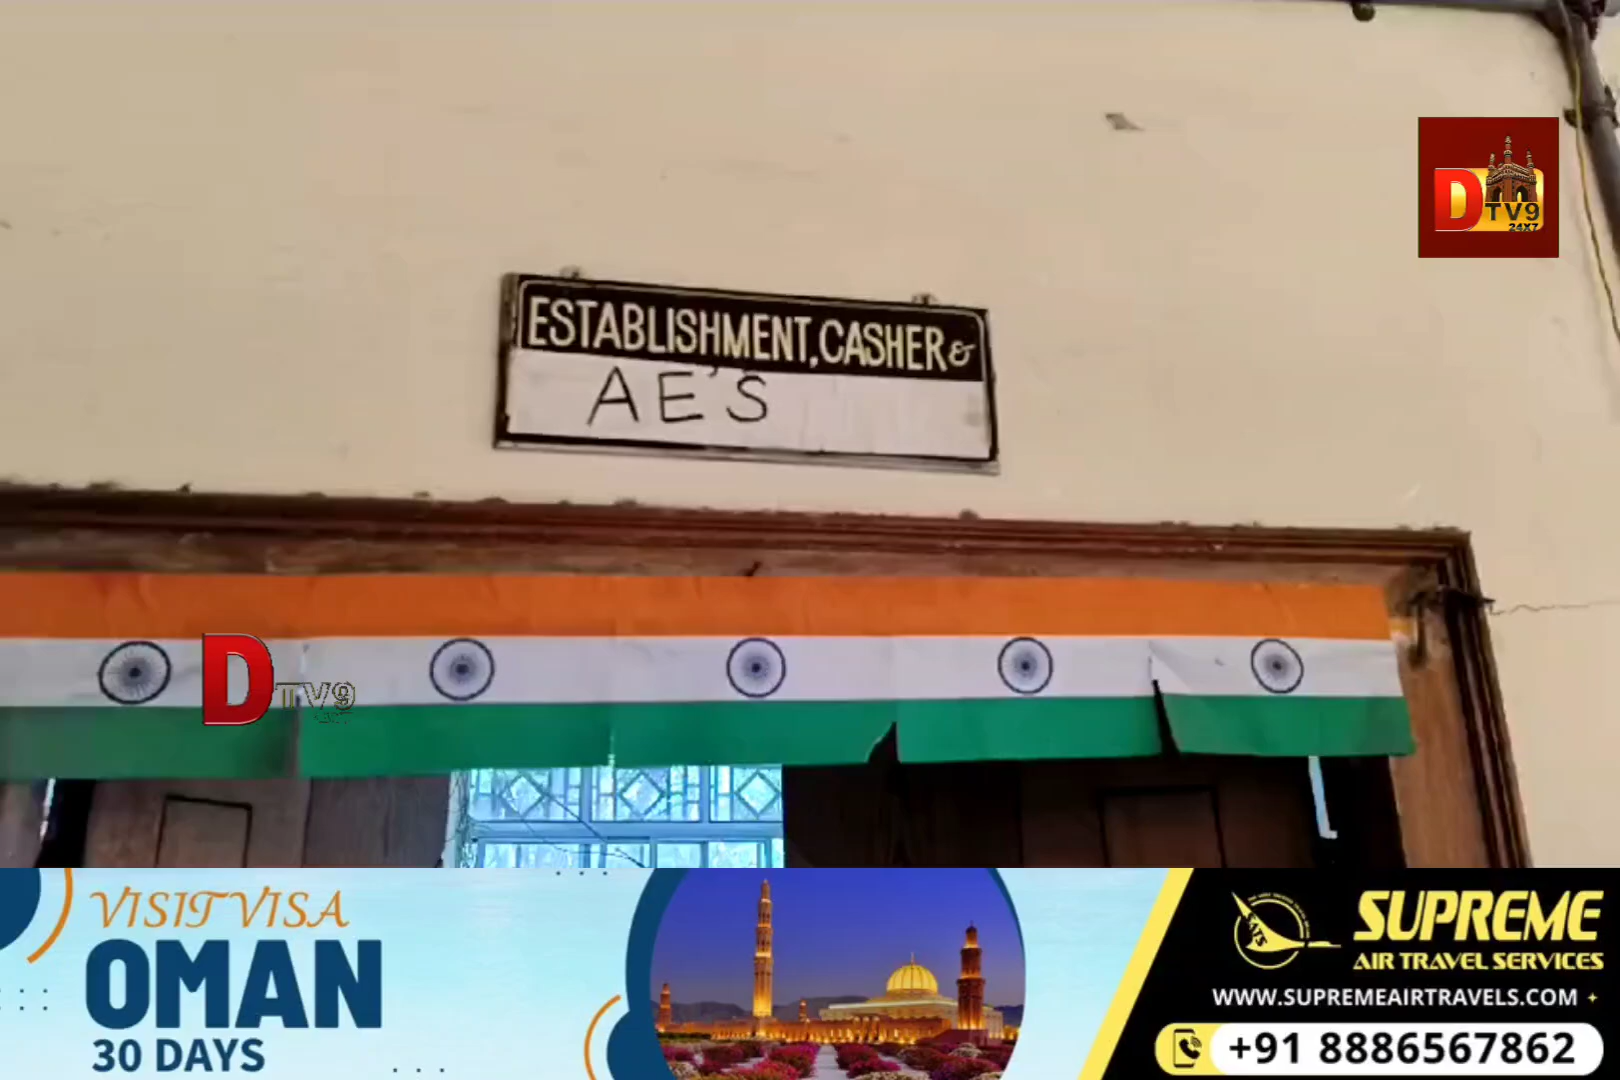 D
TV9
24X7
ESTABLISHMENT, CASHER &
AE'S
D
TV9
VISIT VISA
OMAN
30 DAYS
SATS
SUPREME
AIR TRAVEL SERVICES
WWW.SUPREMEAIRTRAVELS.COM
+91 8886567862